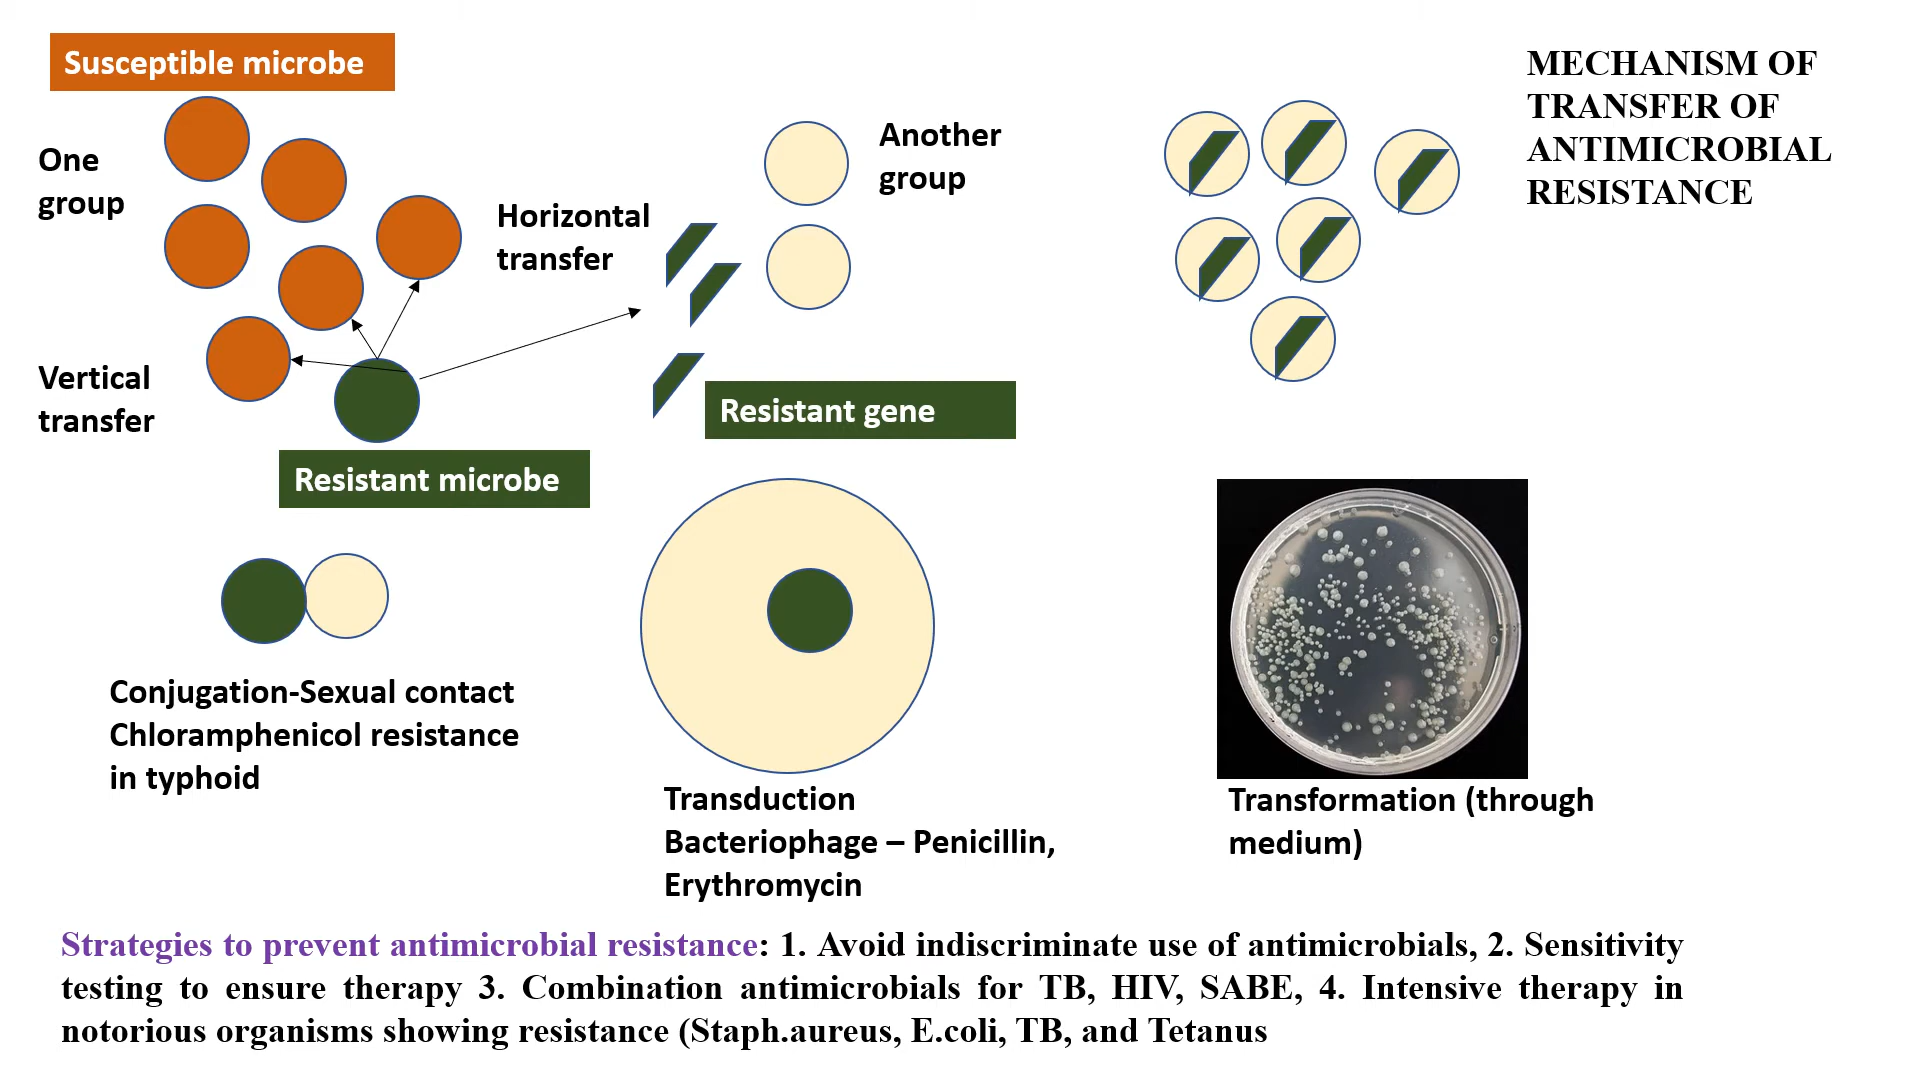 Susceptible microbe
One
group
Vertical
transfer
Horizontal
transfer
Resistant microbe
Another
group
Resistant gene
MECHANISM OF
TRANSFER OF
ANTIMICROBIAL
RESISTANCE
Conjugation-Sexual contact
Chloramphenicol resistance
in typhoid
Transduction
Bacteriophage – Penicillin,
Erythromycin
Transformation (through
medium)
Strategies to prevent antimicrobial resistance: 1. Avoid indiscriminate use of antimicrobials, 2. Sensitivity
testing to ensure therapy 3. Combination antimicrobials for TB, HIV, SABE, 4. Intensive therapy in
notorious organisms showing resistance (Staph.aureus, E.coli, TB, and Tetanus